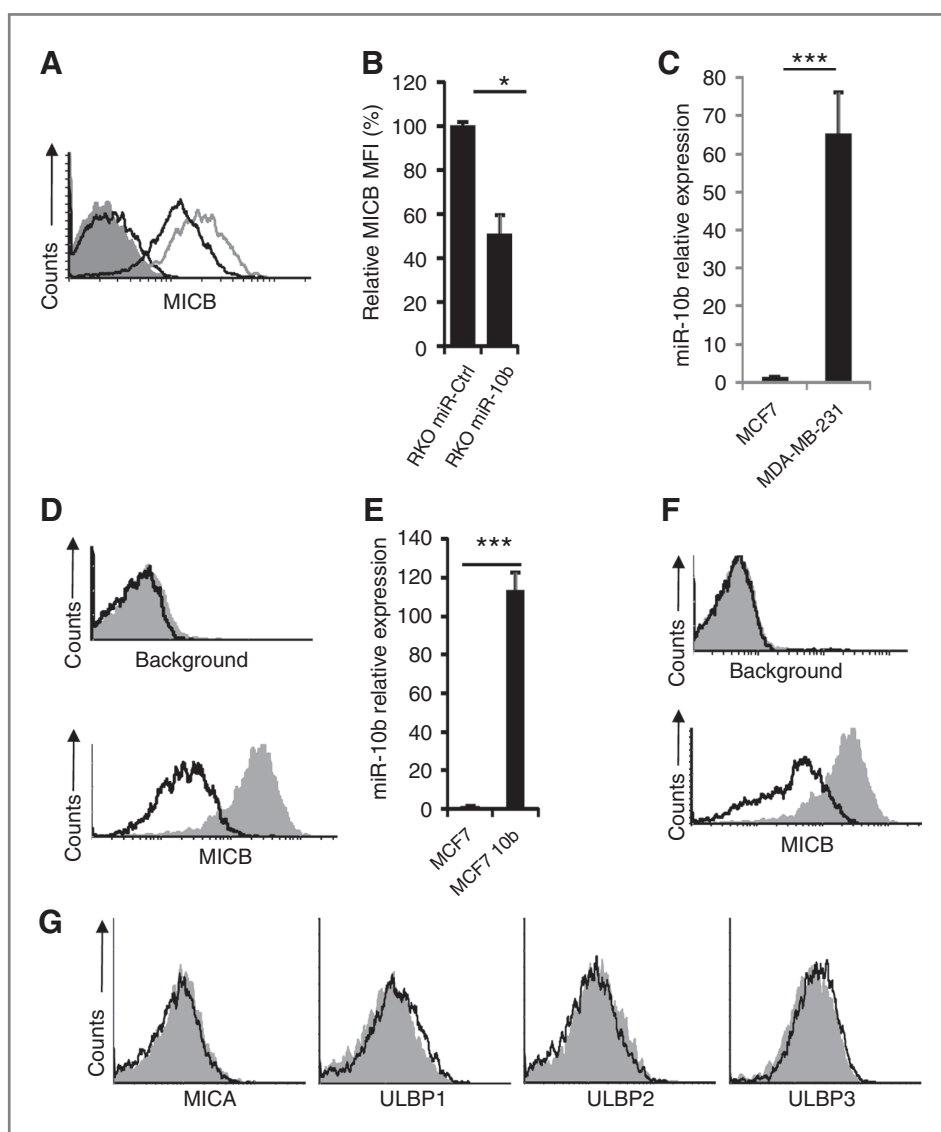 A
Counts
MICB
B
Relative MICB MFI (%)
120
100
80
60
40
20
0
*
RKO miR-Ctrl
RKO miR-10b
C
miR-10b relative expression
80
70
60
50
40
30
20
10
0
***
MCF7
MDA-MB-231
D
Counts
Background
Counts
MICB
E
miR-10b relative expression
140
120
100
80
60
40
20
0
***
MCF7
MCF7 10b
F
Counts
Background
Counts
MICB
G
Counts
MICA
ULBP1
ULBP2
ULBP3